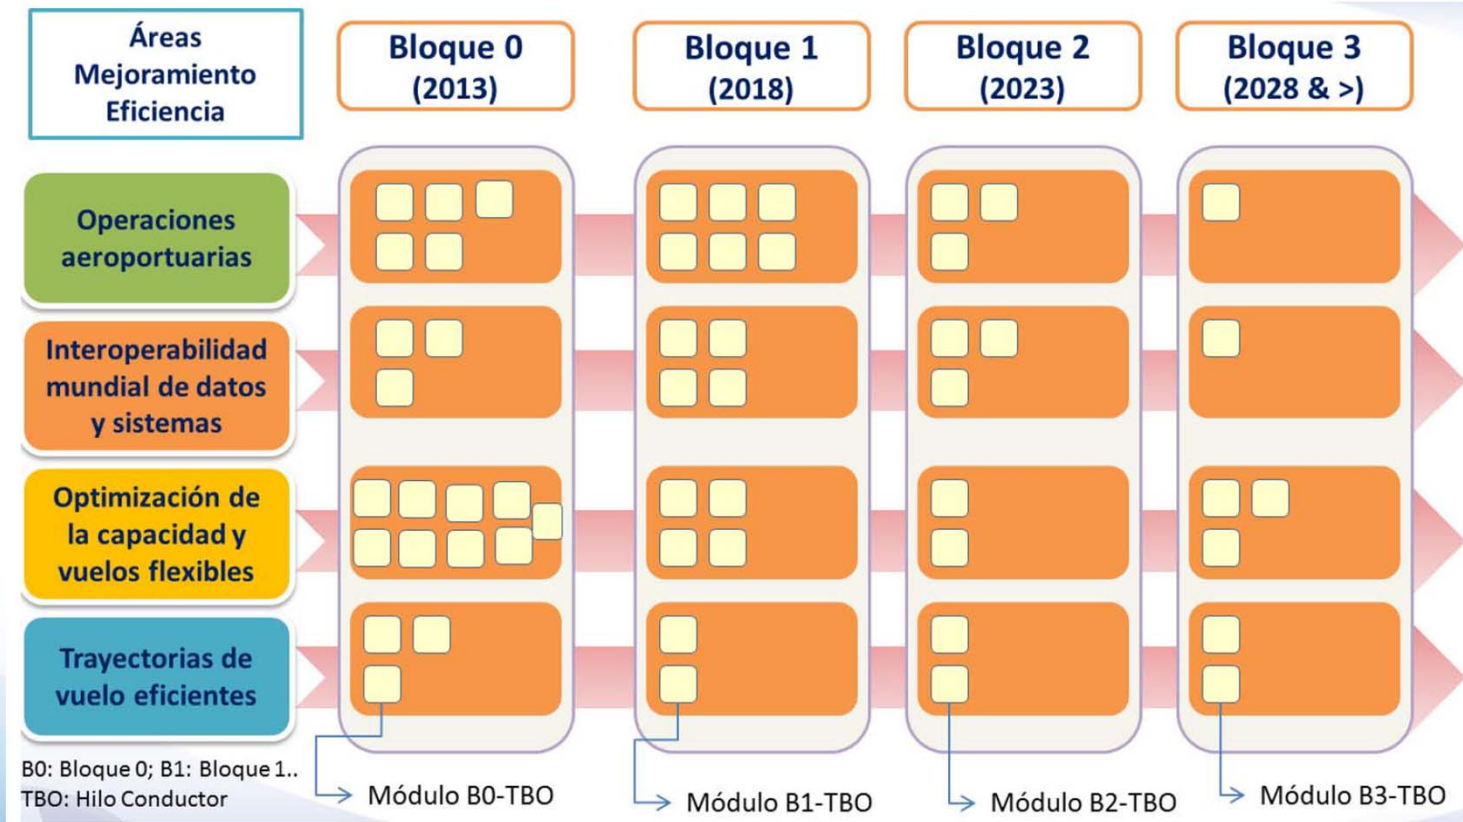 Áreas
Mejoramiento
Eficiencia
Bloque 0
(2013)
Bloque 1
(2018)
Bloque 2
(2023)
Bloque 3
(2028 & >)
Operaciones
aeroportuarias
Interoperabilidad
mundial de datos
y sistemas
Optimización de
la capacidad y
vuelos flexibles
Trayectorias de
vuelo eficientes
B0: Bloque 0; B1: Bloque 1..
TBO: Hilo Conductor
Módulo B0-TBO
Módulo B1-TBO
Módulo B2-TBO
Módulo B3-TBO